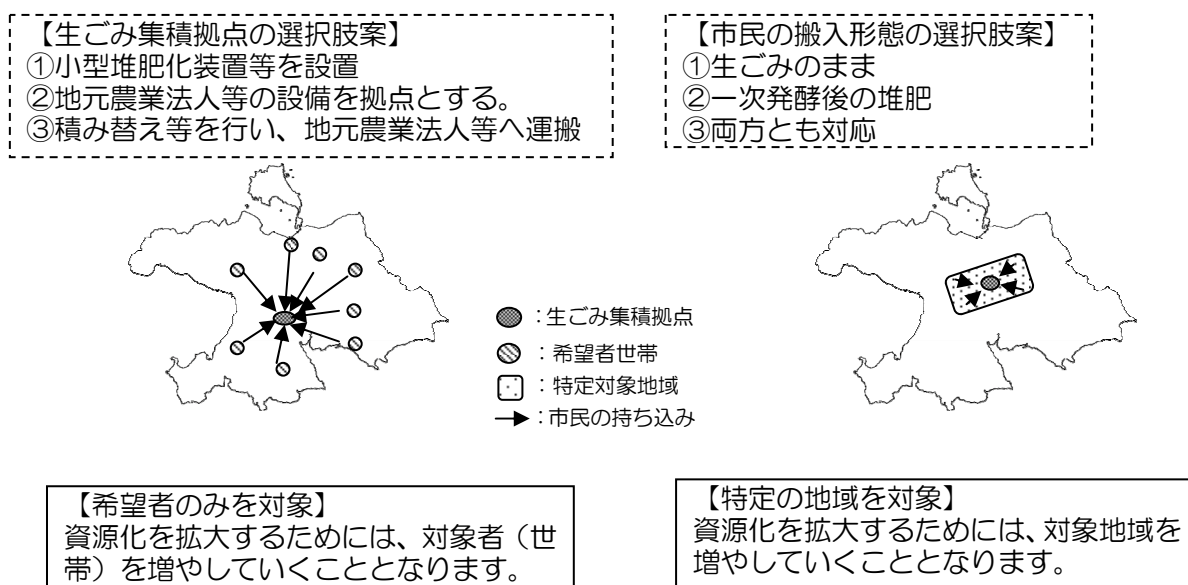 【生ごみ集積拠点の選択肢案】
①小型堆肥化装置等を設置
②地元農業法人等の設備を拠点とする。
③積み替え等を行い、地元農業法人等へ運搬
【市民の搬入形態の選択肢案】
①生ごみのまま
②一次発酵後の堆肥
③両方とも対応
：生ごみ集積拠点
：希望者世帯
：特定対象地域
：市民の持ち込み
【希望者のみを対象】
資源化を拡大するためには、対象者（世
帯）を増やしていくこととなります。
【特定の地域を対象】
資源化を拡大するためには、対象地域を
増やしていくこととなります。